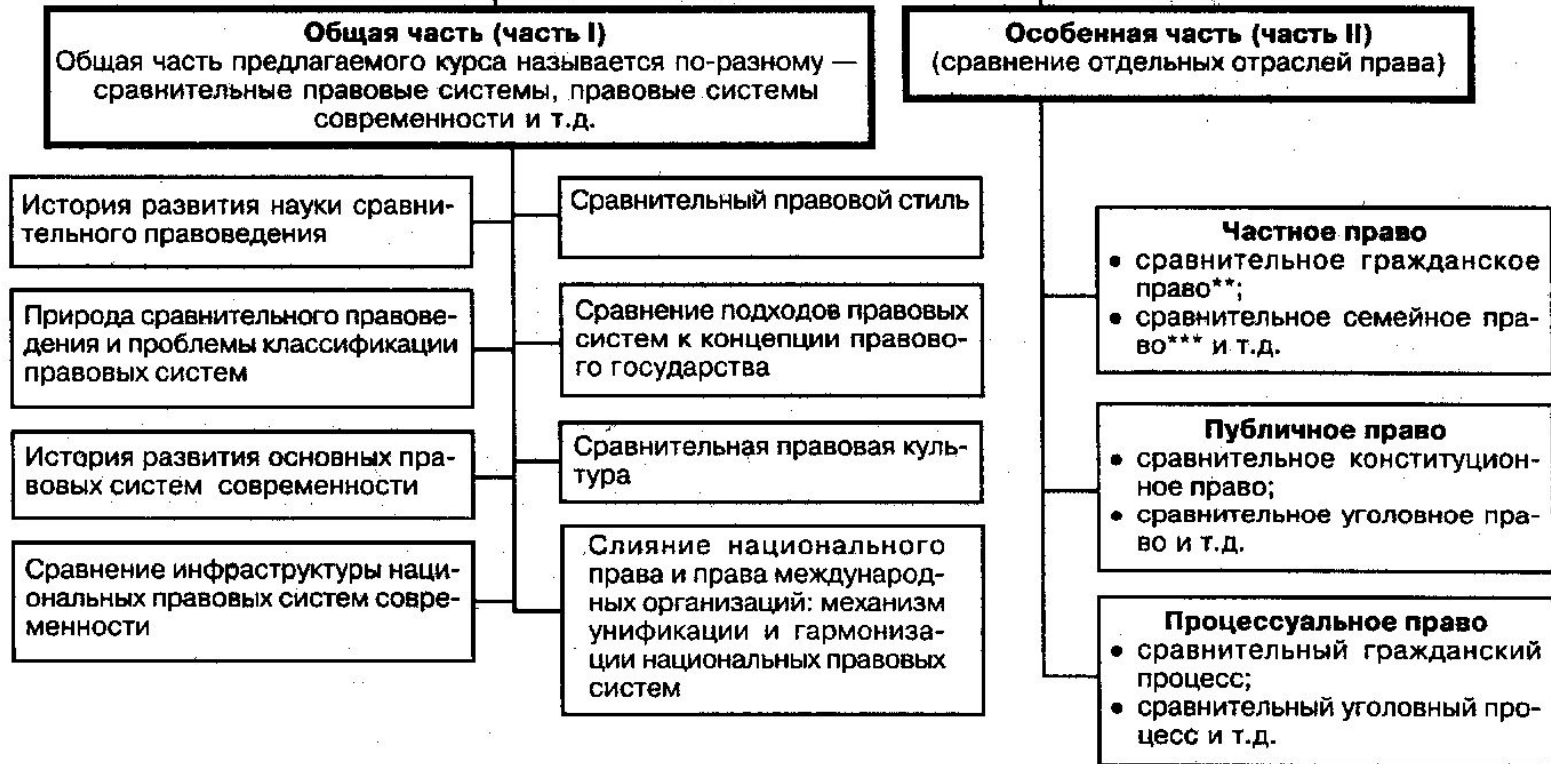 Общая часть (часть I)
Общая часть предлагаемого курса называется по-разному —
сравнительные правовые системы, правовые системы
современности и т.д.
История развития науки сравни-
тельного правоведения
Природа сравнительного правове-
дения и проблемы классификации
правовых систем
История развития основных пра-
вовых систем современности
Сравнение инфраструктуры наци-
ональных правовых систем совре-
менности
Сравнительный правовой стиль
Сравнение подходов правовых
систем к концепции правово-
го государства
Сравнительная правовая куль-
тура
Слияние национального
права и права международ-
ных организаций: механизм
унификации и гармониза-
ции национальных правовых
систем
Особенная часть (часть II)
(сравнение отдельных отраслей права)
Частное право
• сравнительное гражданское
право**;
• сравнительное семейное пра-
во*** и т.д.
Публичное право
• сравнительное конституцион-
ное право;
• сравнительное уголовное пра-
во и т.д.
Процессуальное право
• сравнительный гражданский
процесс;
• сравнительный уголовный про-
цесс и т.д.